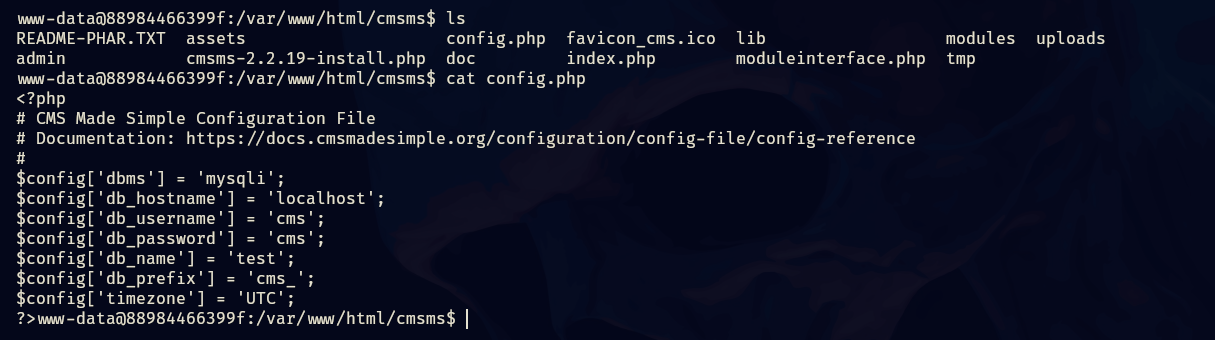 www-data@88984466399f:/var/www/html/cmsms$ ls
README-PHAR.TXT  assets                    config.php  favicon_cms.ico  lib                  modules  uploads
admin            cmsms-2.2.19-install.php  doc         index.php        moduleinterface.php  tmp
www-data@88984466399f:/var/www/html/cmsms$ cat config.php
<?php
# CMS Made Simple Configuration File
# Documentation: https://docs.cmsmadesimple.org/configuration/config-file/config-reference
#
$config['dbms'] = 'mysqli';
$config['db_hostname'] = 'localhost';
$config['db_username'] = 'cms';
$config['db_password'] = 'cms';
$config['db_name'] = 'test';
$config['db_prefix'] = 'cms_';
$config['timezone'] = 'UTC';
?>www-data@88984466399f:/var/www/html/cmsms$